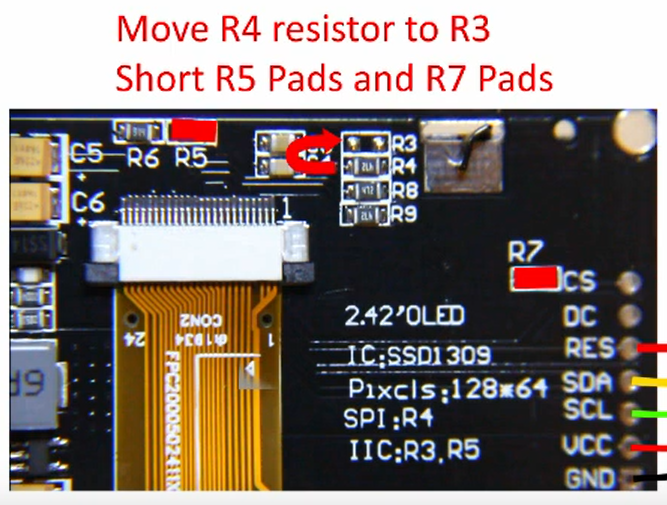 Move R4 resistor to R3
Short R5 Pads and R7 Pads
C5
R6 R5
R3
R4
R8
R9
C6
1
R7
CS
DC
RES
SDA
SCL
VCC
GND
24
CON2
1
2.42'OLED
IC:SSD1309
Pixels:128*64
SPI:R4
IIC:R3,R5
6R